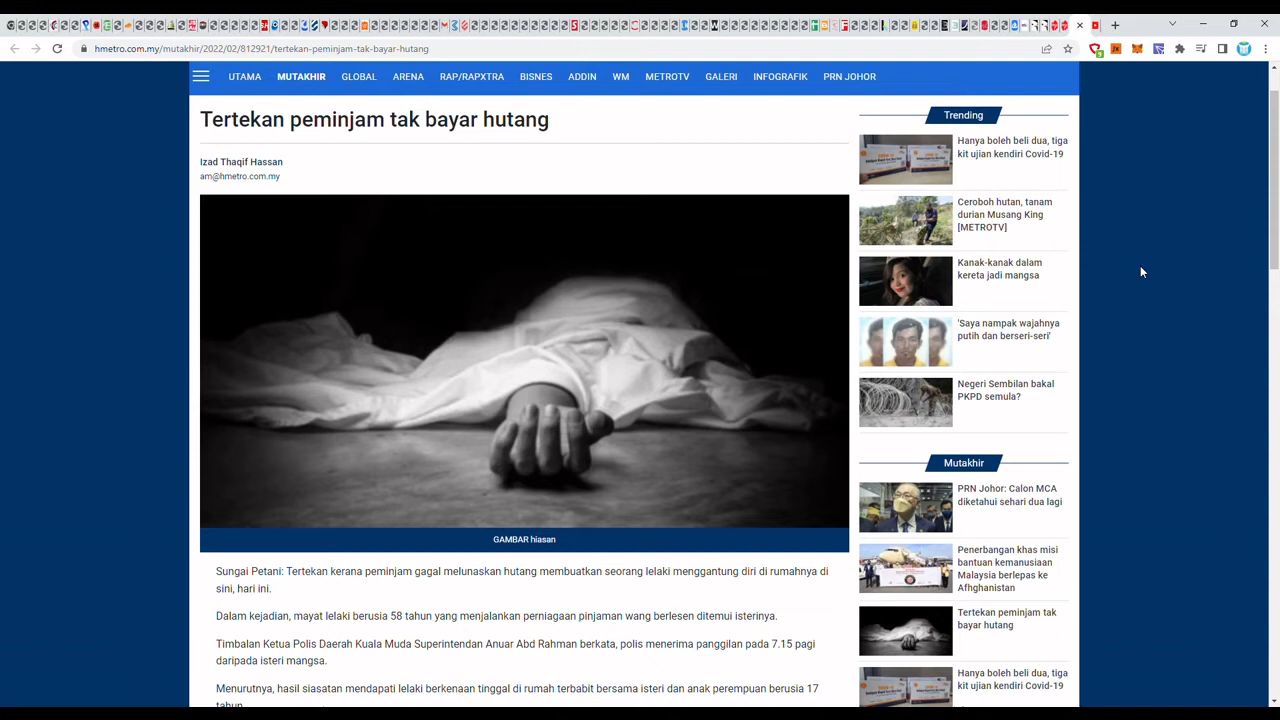 hmetro.com.my/mutakhir/2022/02/812921/tertekan-peminjam-tak-bayar-hutang
UTAMA MUTAKHIR GLOBAL ARENA RAP/RAPXTRA BISNES ADDIN WM METROTV GALERI INFOGRAFIK PRN JOHOR
Tertekan peminjam tak bayar hutang
Izad Thaqif Hassan
am@hmetro.com.my
GAMBAR hiasan
Sungai Petani: Tertekan kerana peminjam gagal melunaskan hutang membuatkan seorang lelaki menggantung diri di rumahnya di
sini, hari ini.
Dalam kejadian, mayat lelaki berusia 58 tahun yang menjalankan perniagaan pinjaman wang berlesen ditemui isterinya.
Timbalan Ketua Polis Daerah Kuala Muda Superintendan Anuar Abd Rahman berkata, polis menerima panggilan pada 7.15 pagi
daripada isteri mangsa.
Menurutnya, hasil siasatan mendapati lelaki berkenaan tinggal di rumah terbabit bersama isteri dan anak perempuan berusia 17
tahun.
Trending
Hanya boleh beli dua, tiga
kit ujian kendiri Covid-19
Ceroboh hutan, tanam
durian Musang King
[METROTV]
Kanak-kanak dalam
kereta jadi mangsa
'Saya nampak wajahnya
putih dan berseri-seri'
Negeri Sembilan bakal
PKPD semula?
Mutakhir
PRN Johor: Calon MCA
diketahui sehari dua lagi
Penerbangan khas misi
bantuan kemanusiaan
Malaysia berlepas ke
Afhghanistan
Tertekan peminjam tak
bayar hutang
Hanya boleh beli dua, tiga
kit ujian kendiri Covid-19